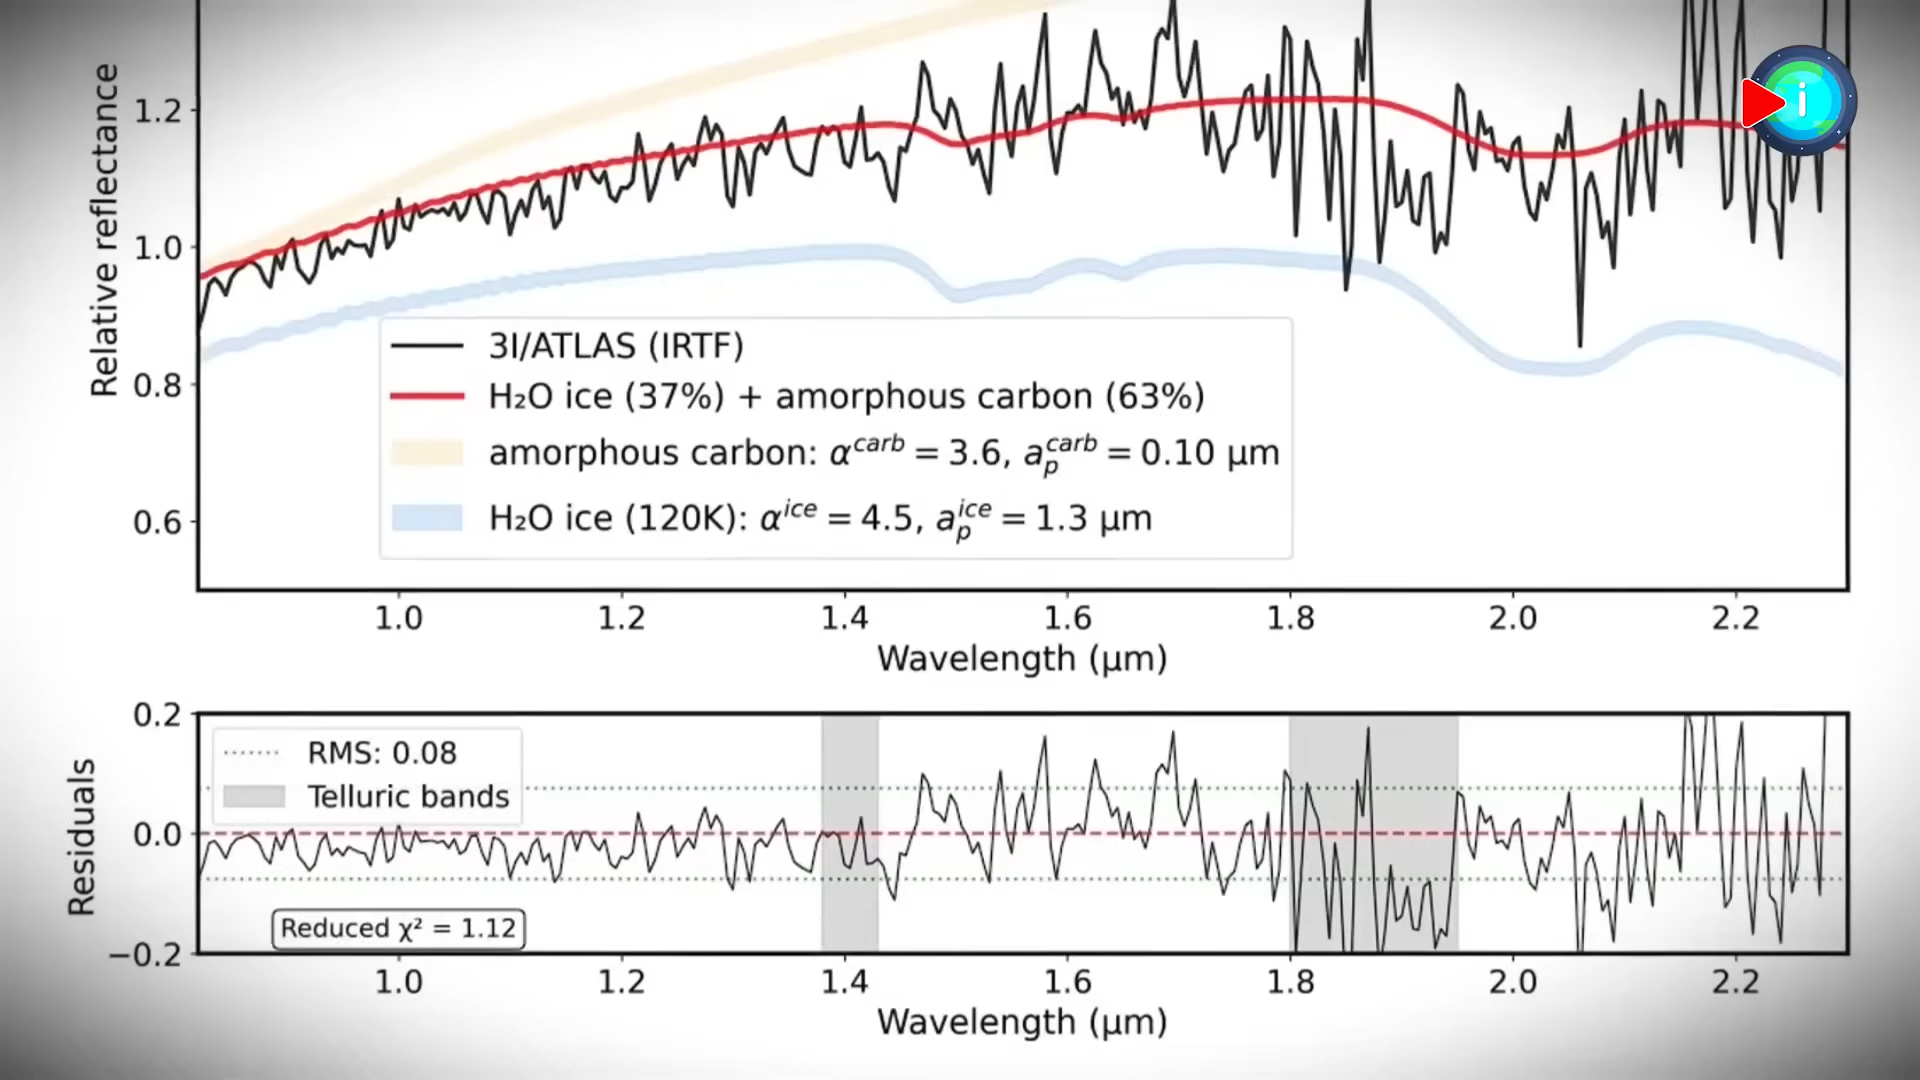 Relative reflectance
1.2
1.0
0.8
0.6
3I/ATLAS (IRTF)
H₂O ice (37%) + amorphous carbon (63%)
amorphous carbon: α^carb = 3.6, a_p^carb = 0.10 μm
H₂O ice (120K): α^ice = 4.5, a_p^ice = 1.3 μm
1.0 1.2 1.4 1.6 1.8 2.0 2.2
Wavelength (μm)
Residuals
0.2
0.0
−0.2
RMS: 0.08
Telluric bands
Reduced χ² = 1.12
1.0 1.2 1.4 1.6 1.8 2.0 2.2
Wavelength (μm)
i